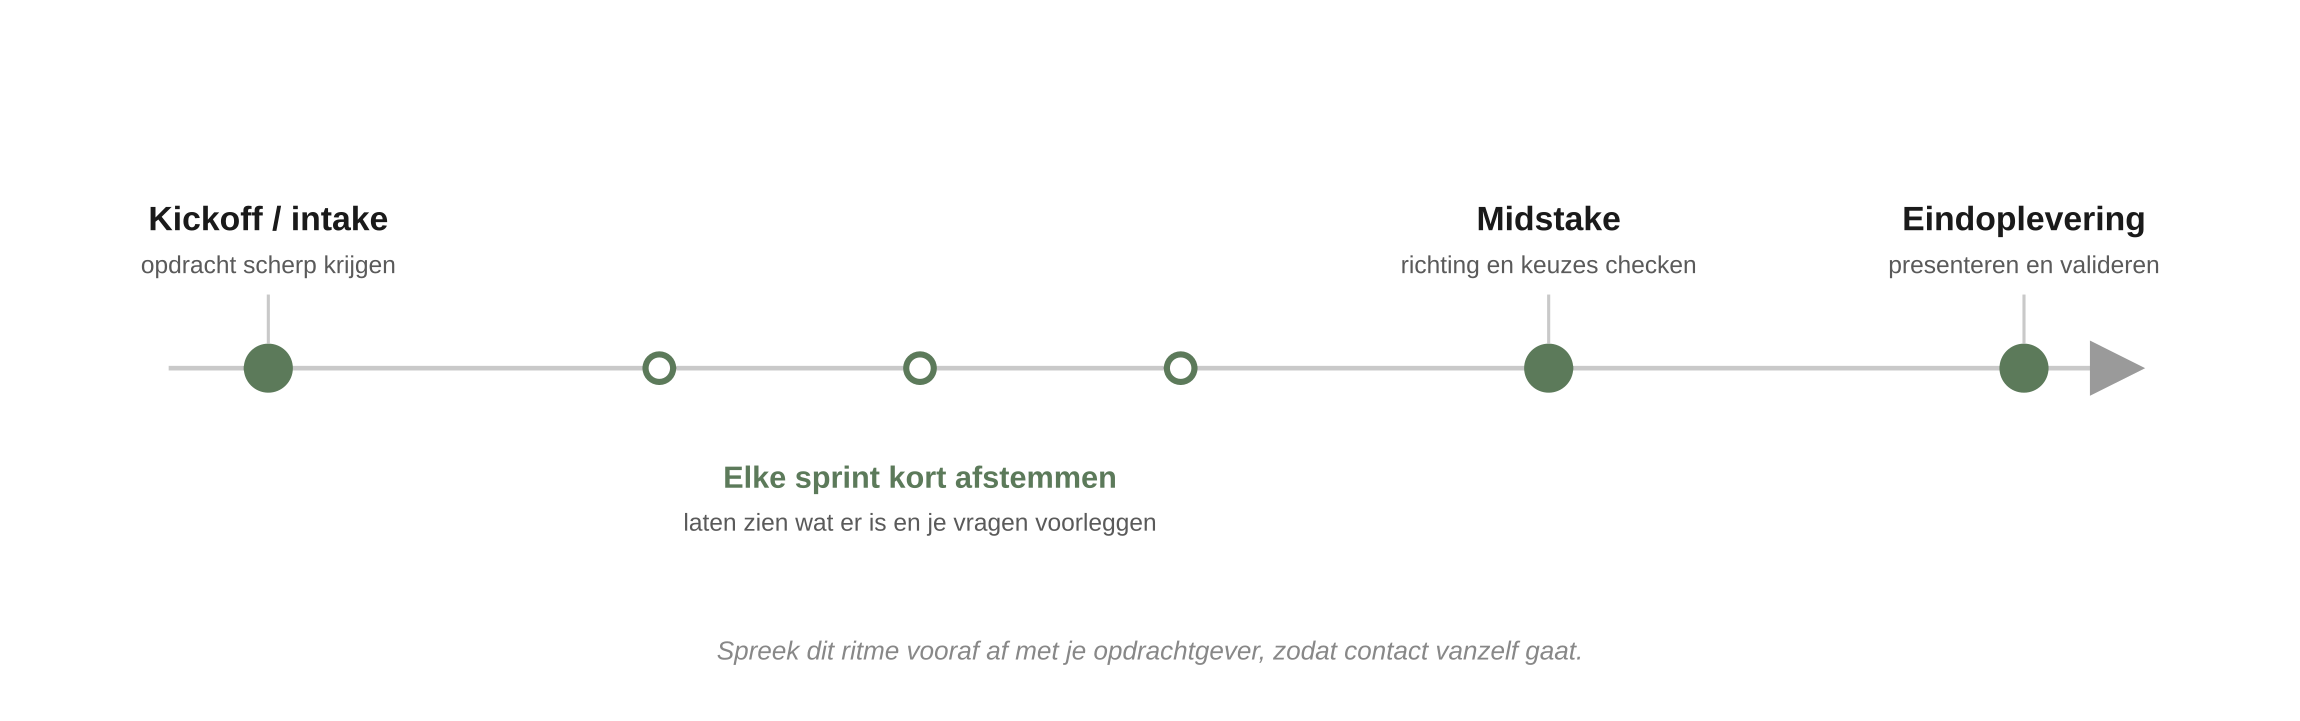 Kickoff / intake
opdracht scherp krijgen
Midstake
richting en keuzes checken
Eindoplevering
presenteren en valideren
Elke sprint kort afstemmen
laten zien wat er is en je vragen voorleggen
Spreek dit ritme vooraf af met je opdrachtgever, zodat contact vanzelf gaat.